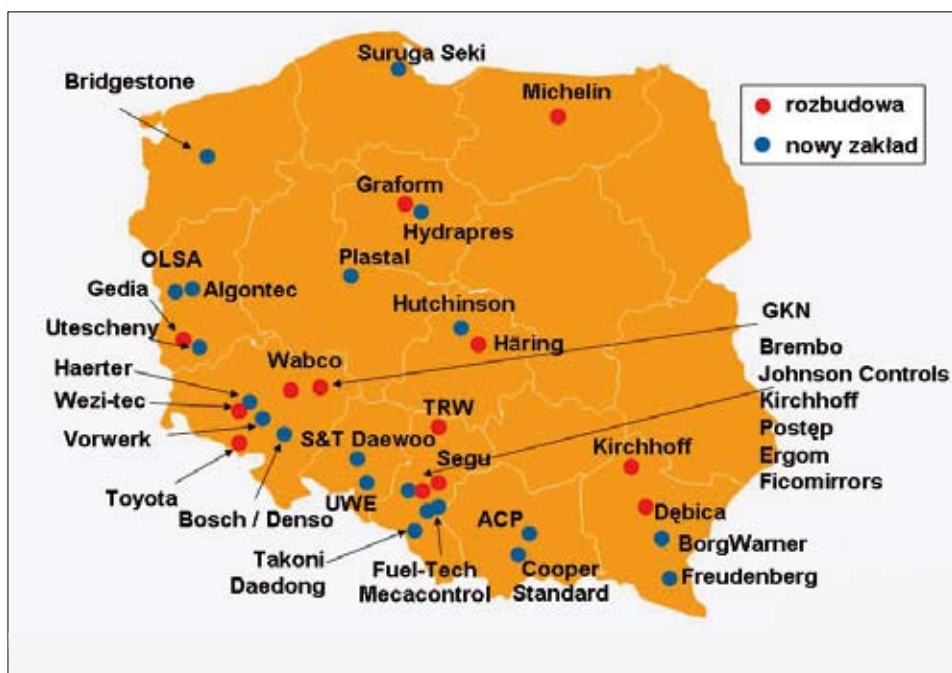 Suruga Seki
Bridgestone
Michelin
rozbudowa
nowy zakład
Graform
Hydrapres
Plastal
OLSA
Algontec
Gedia
Hutchinson
GKN
Utescheny
Häring
Brembo
Haerter
Wabco
Johnson Controls
Wezi-tec
TRW
Kirchhoff
Vorwerk
S&T Daewoo
Segu
Kirchhoff
Postęp
Ergom
Ficomirrors
Toyota
Bosch / Denso
UWE
ACP
Dębica
BorgWarner
Takoni
Daedong
Fuel-Tech
Mecacontrol
Cooper
Standard
Freudenberg